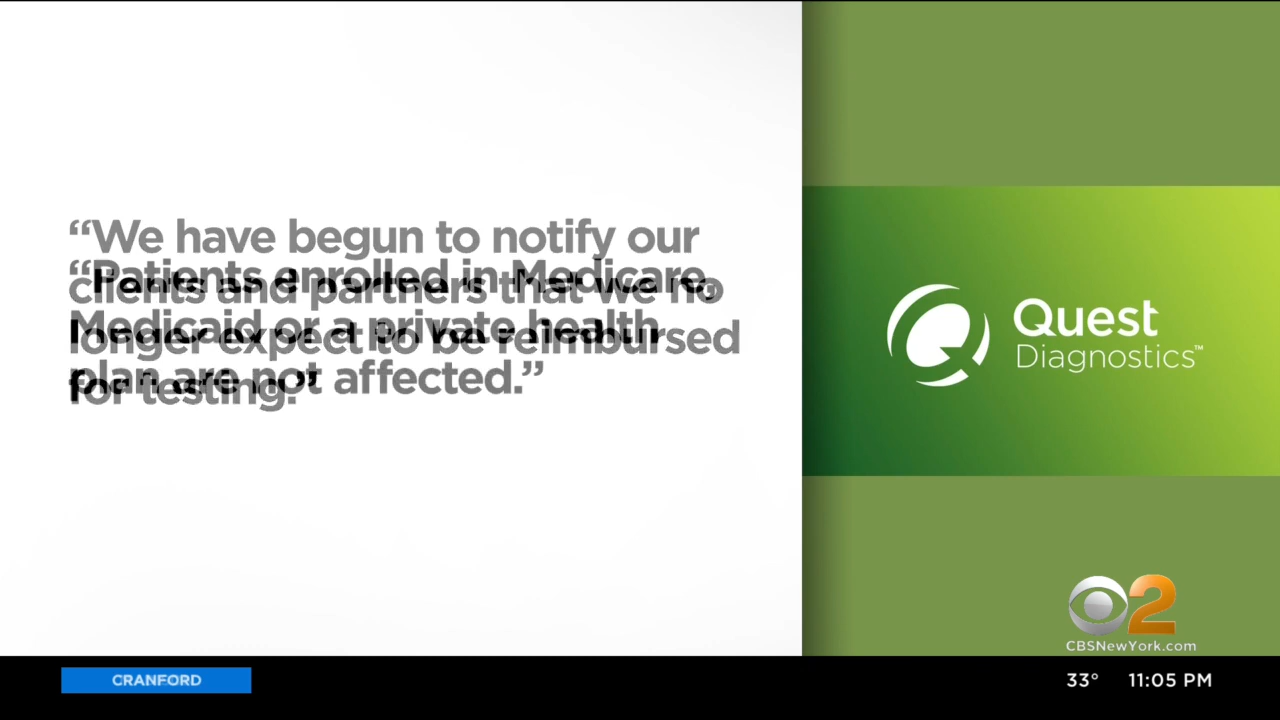 “We have begun to notify our
clients and partners that we no
longer expect to be reimbursed
for testing.”
“Patients enrolled in Medicare,
Medicaid or a private health
plan are not affected.”
Quest
Diagnostics™
2
CBSNewYork.com
CRANFORD
33° 11:05 PM